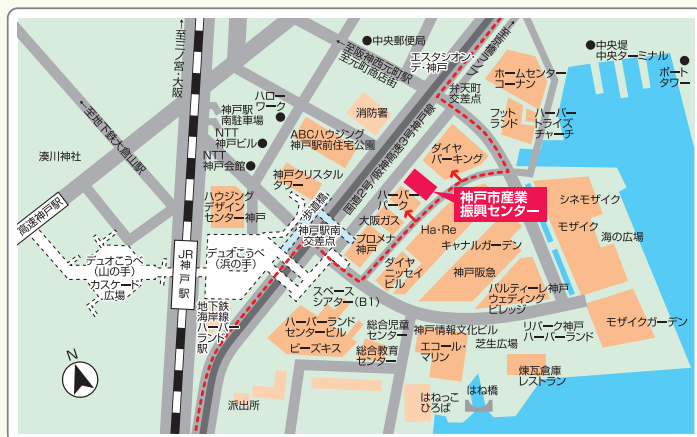 ←至三ノ宮・大阪
←至地下鉄大倉山駅
湊川神社
高速神戸駅
デュオこうべ
(山の手)
カスケード
広場
JR
神戸駅
地下鉄
海岸線
ハーバー
ランド
駅
デュオこうべ
(浜の手)
ハロー
ワーク
神戸駅
南駐車場
NTT
神戸ビル
NTT
神戸会館
ハウジング
デザイン
センター神戸
神戸クリスタル
タワー
ABCハウジング
神戸駅前住宅公園
消防署
中央郵便局
←至阪神西元町駅
至元町商店街
エスタシオン・
デ・神戸
国道2号/阪神高速3号神戸線
歩道橋
神戸駅南
交差点
弁天町
交差点
ホームセンター
コーナン
フット
ランド
ハーバー
トライズ
チャーチ
中央堤
中央ターミナル
ポート
タワー
ダイヤ
パーキング
神戸市産業
振興センター
ハーバー
パーク
大阪ガス
プロメナ
神戸
Ha・Re
ダイヤ
ニッセイ
ビル
キャナルガーデン
神戸阪急
シネモザイク
モザイク
海の広場
バルティーレ神戸
ウェディング
ビレッジ
モザイクガーデン
スペース
シアター(B1)
ハーバーランド
センタービル
ビーズキス
総合児童
センター
総合教育
センター
神戸情報文化ビル
エコール・
マリン
芝生広場
リパーク神戸
ハーバーランド
煉瓦倉庫
レストラン
はねっこ
ひろば
はね橋
派出所
N